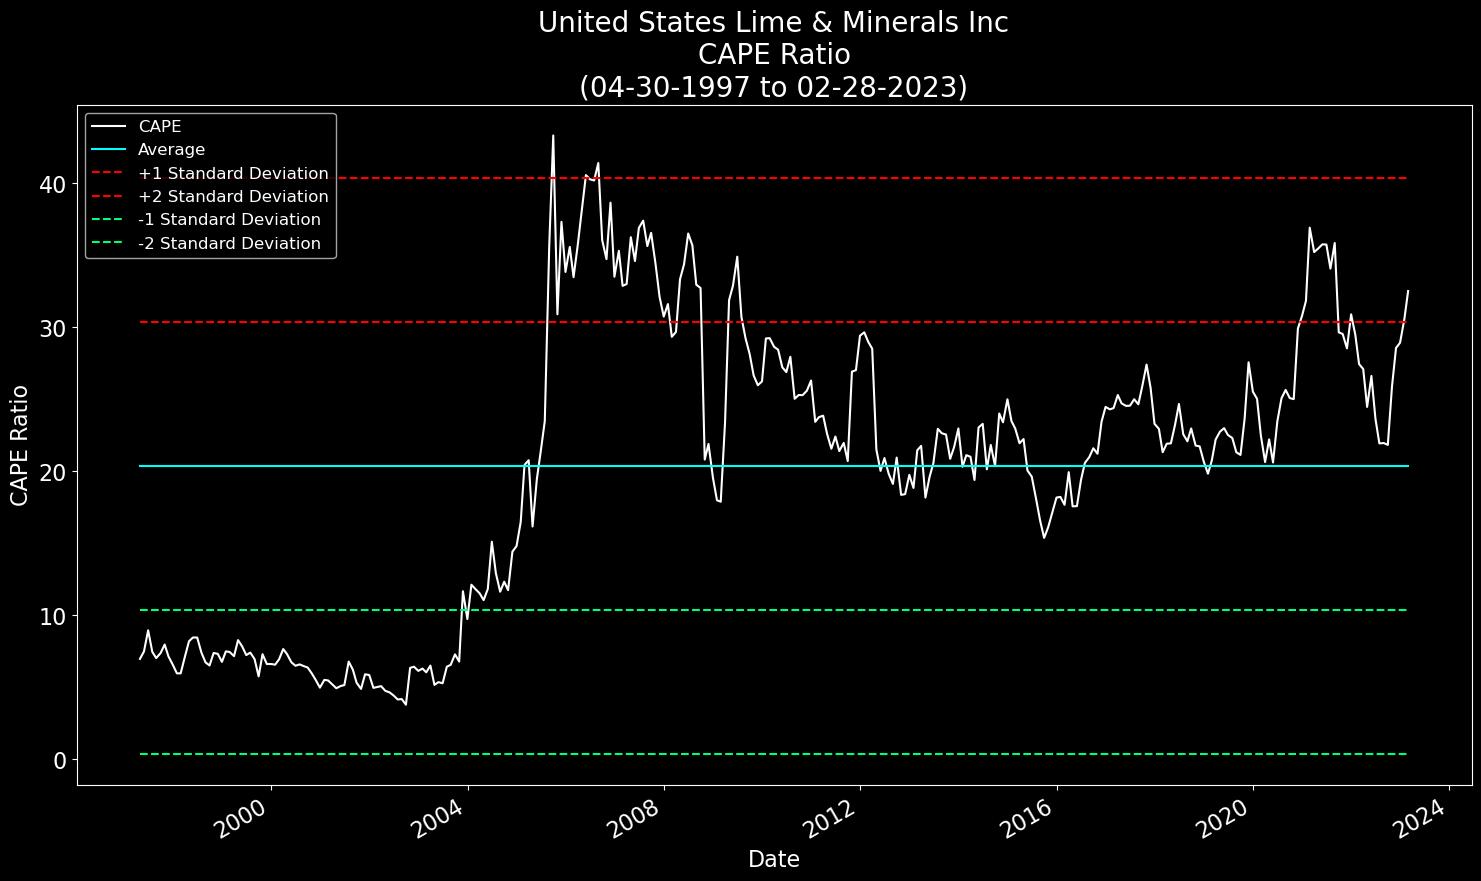 United States Lime & Minerals Inc
CAPE Ratio
(04-30-1997 to 02-28-2023)
CAPE
Average
+1 Standard Deviation
+2 Standard Deviation
-1 Standard Deviation
-2 Standard Deviation
CAPE Ratio
40
30
20
10
0
2000
2004
2008
2012
2016
2020
2024
Date